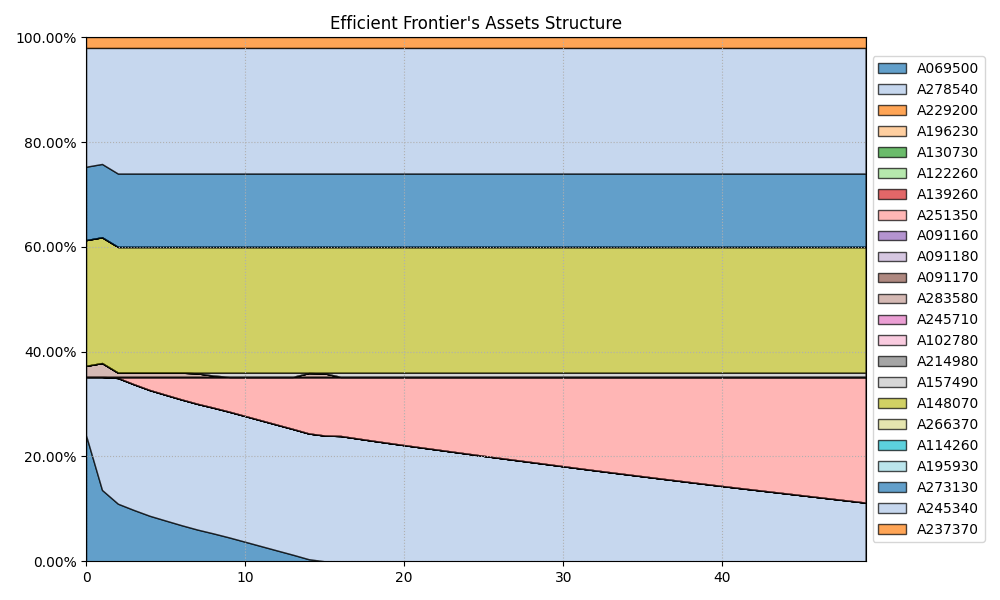 Efficient Frontier's Assets Structure
100.00%
80.00%
60.00%
40.00%
20.00%
0.00%
0
10
20
30
40
A069500
A278540
A229200
A196230
A130730
A122260
A139260
A251350
A091160
A091180
A091170
A283580
A245710
A102780
A214980
A157490
A148070
A266370
A114260
A195930
A273130
A245340
A237370